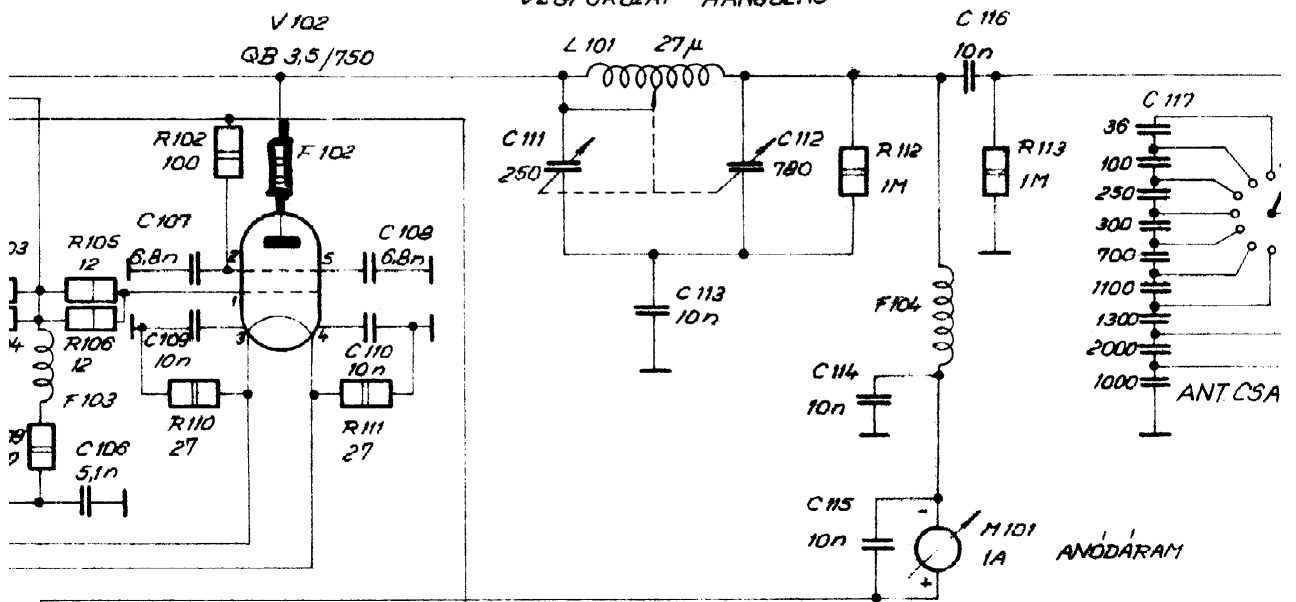 V 102
QB 3,5/750
L 101 27µ
C 116
10n
R102
100
F 102
C 111
250
C 112
780
R 112
1M
R 113
1M
C 117
36
100
250
300
700
1100
1300
2000
1000
ANT. CSA
C 107
6,8n
C 108
6,8n
2
5
1
3
4
R 105
12
R 106
12
C 109
10n
C 110
10n
R 110
27
R 111
27
F 103
C 106
5,1n
C 113
10n
F 104
C 114
10n
C 115
10n
-
+
M 101
1A
ANÓDÁRAM